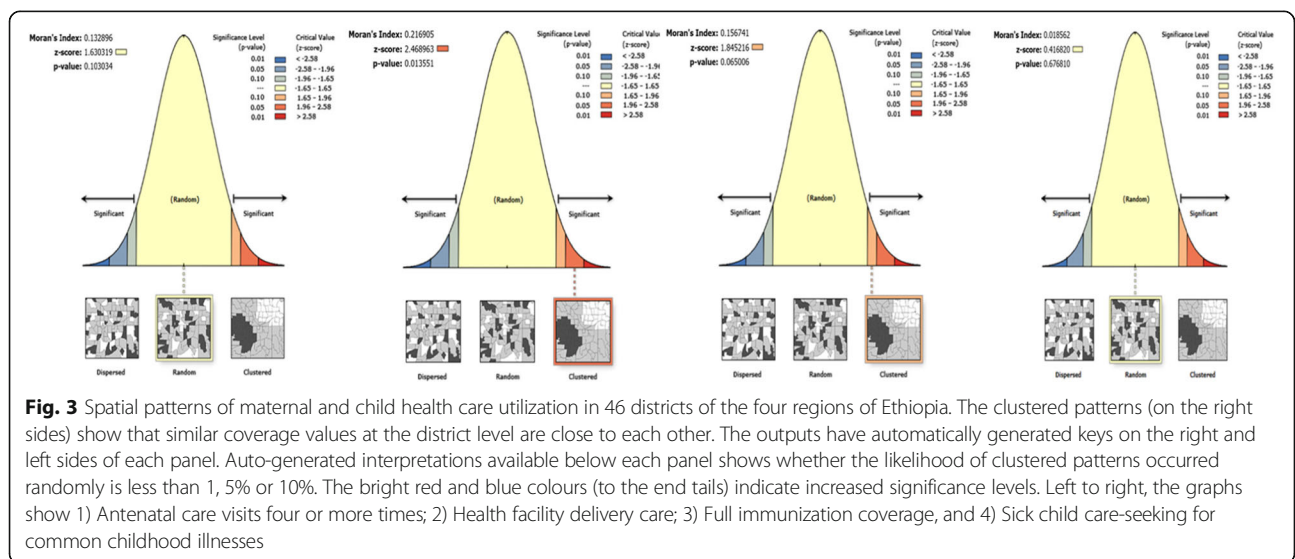 Moran's Index: 0.132896
z-score: 1.630319
p-value: 0.103034
Significance Level (p-value)
Critical Value (z-score)
0.01 < -2.58
0.05 -2.58 – -1.96
0.10 -1.96 – -1.65
--- -1.65 – 1.65
0.10 1.65 – 1.96
0.05 1.96 – 2.58
0.01 > 2.58
(Random)
Significant
Significant
Dispersed
Random
Clustered
Moran's Index: 0.216905
z-score: 2.468963
p-value: 0.013551
Significance Level (p-value)
Critical Value (z-score)
0.01 < -2.58
0.05 -2.58 – -1.96
0.10 -1.96 – -1.65
--- -1.65 – 1.65
0.10 1.65 – 1.96
0.05 1.96 – 2.58
0.01 > 2.58
(Random)
Significant
Significant
Dispersed
Random
Clustered
Moran's Index: 0.156741
z-score: 1.845216
p-value: 0.065006
Significance Level (p-value)
Critical Value (z-score)
0.01 < -2.58
0.05 -2.58 – -1.96
0.10 -1.96 – -1.65
--- -1.65 – 1.65
0.10 1.65 – 1.96
0.05 1.96 – 2.58
0.01 > 2.58
(Random)
Significant
Significant
Dispersed
Random
Clustered
Moran's Index: 0.018562
z-score: 0.416820
p-value: 0.676810
Significance Level (p-value)
Critical Value (z-score)
0.01 < -2.58
0.05 -2.58 – -1.96
0.10 -1.96 – -1.65
--- -1.65 – 1.65
0.10 1.65 – 1.96
0.05 1.96 – 2.58
0.01 > 2.58
(Random)
Significant
Significant
Dispersed
Random
Clustered
Fig. 3 Spatial patterns of maternal and child health care utilization in 46 districts of the four regions of Ethiopia. The clustered patterns (on the right
sides) show that similar coverage values at the district level are close to each other. The outputs have automatically generated keys on the right and
left sides of each panel. Auto-generated interpretations available below each panel shows whether the likelihood of clustered patterns occurred
randomly is less than 1, 5% or 10%. The bright red and blue colours (to the end tails) indicate increased significance levels. Left to right, the graphs
show 1) Antenatal care visits four or more times; 2) Health facility delivery care; 3) Full immunization coverage, and 4) Sick child care-seeking for
common childhood illnesses